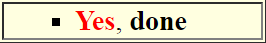 ▪ Yes, done